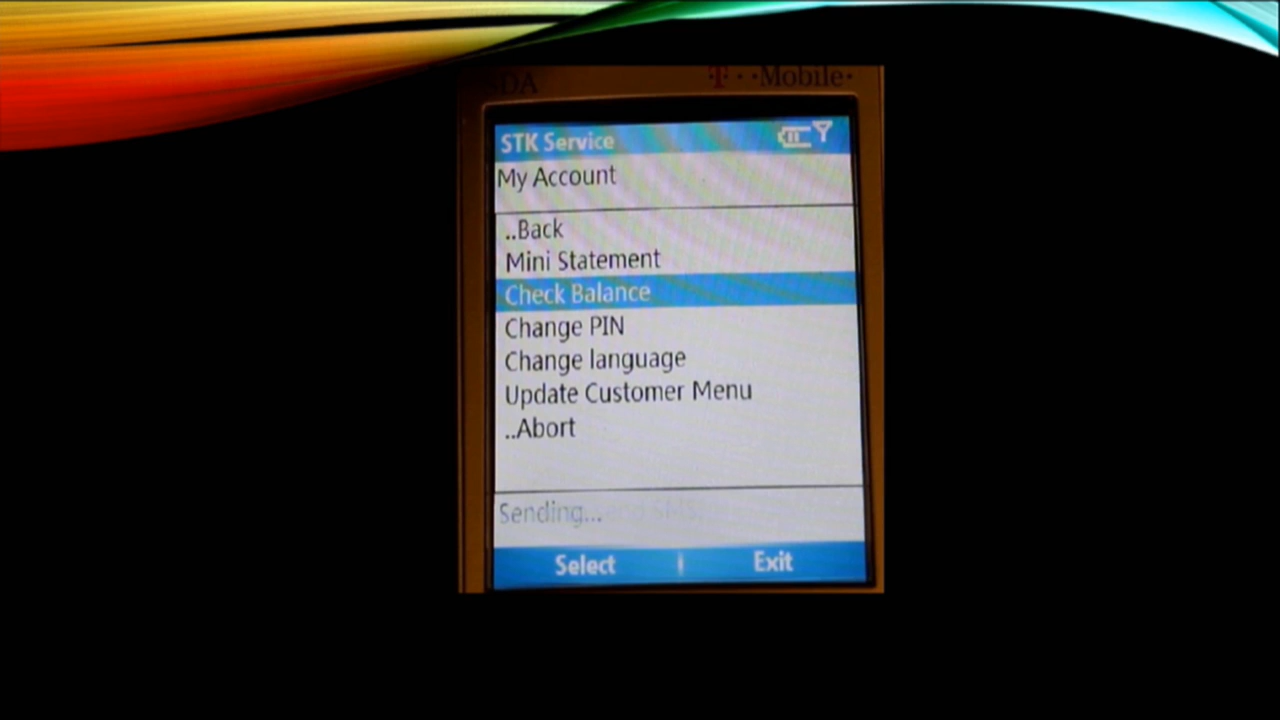 DA T··Mobile·
STK Service
My Account
..Back
Mini Statement
Check Balance
Change PIN
Change language
Update Customer Menu
..Abort
Sending...
Select Exit